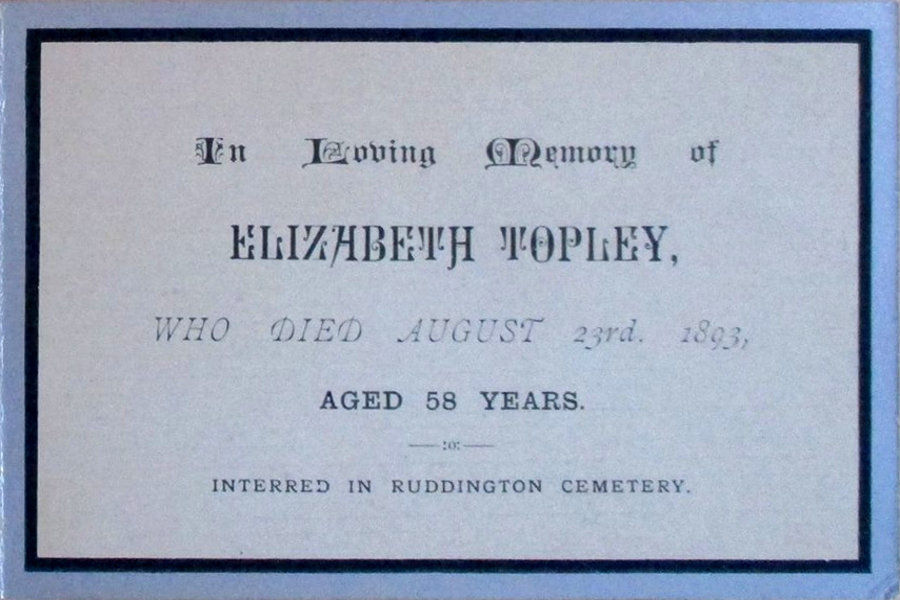 In Loving Memory of
ELIZABETH TOPLEY,
WHO DIED AUGUST 23rd. 1893,
AGED 58 YEARS.
:o:
INTERRED IN RUDDINGTON CEMETERY.